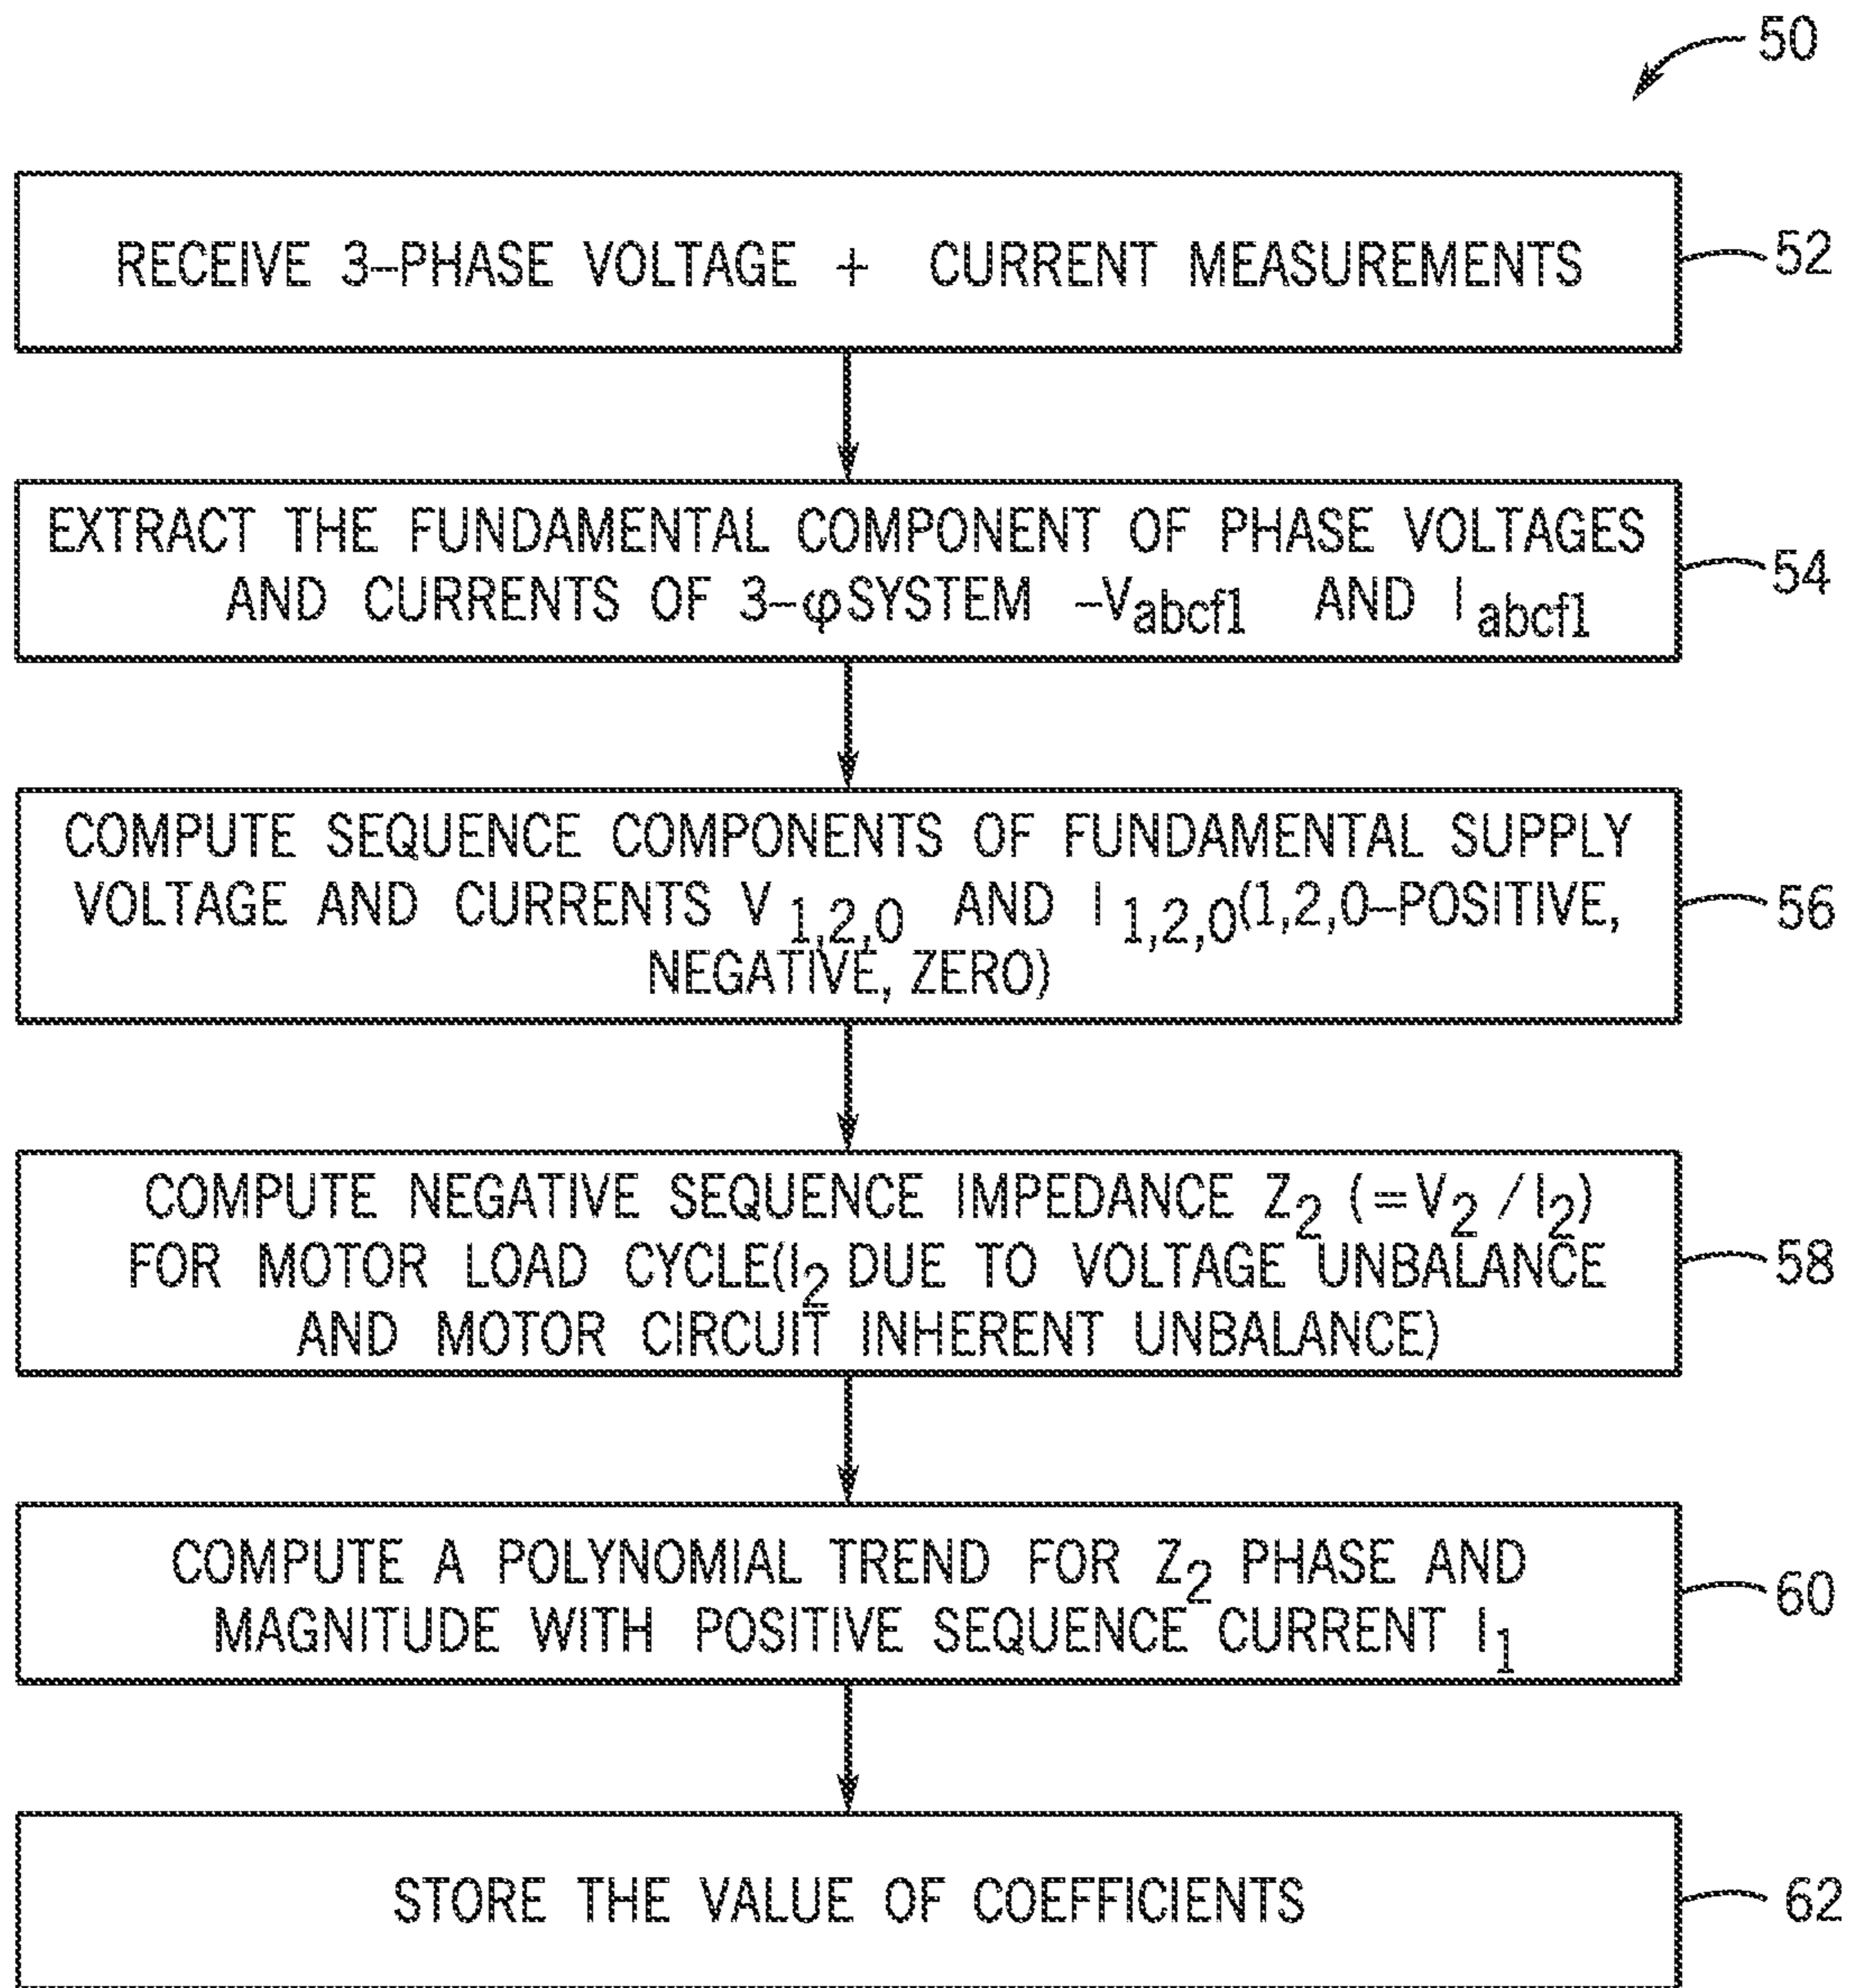 50
RECEIVE 3-PHASE VOLTAGE + CURRENT MEASUREMENTS
52
EXTRACT THE FUNDAMENTAL COMPONENT OF PHASE VOLTAGES
AND CURRENTS OF 3-φSYSTEM -Vabcf1 AND Iabcf1
54
COMPUTE SEQUENCE COMPONENTS OF FUNDAMENTAL SUPPLY
VOLTAGE AND CURRENTS V1,2,0 AND I1,2,0(1,2,0-POSITIVE,
NEGATIVE, ZERO)
56
COMPUTE NEGATIVE SEQUENCE IMPEDANCE Z2 (=V2 / I2)
FOR MOTOR LOAD CYCLE(I2 DUE TO VOLTAGE UNBALANCE
AND MOTOR CIRCUIT INHERENT UNBALANCE)
58
COMPUTE A POLYNOMIAL TREND FOR Z2 PHASE AND
MAGNITUDE WITH POSITIVE SEQUENCE CURRENT I1
60
STORE THE VALUE OF COEFFICIENTS
62